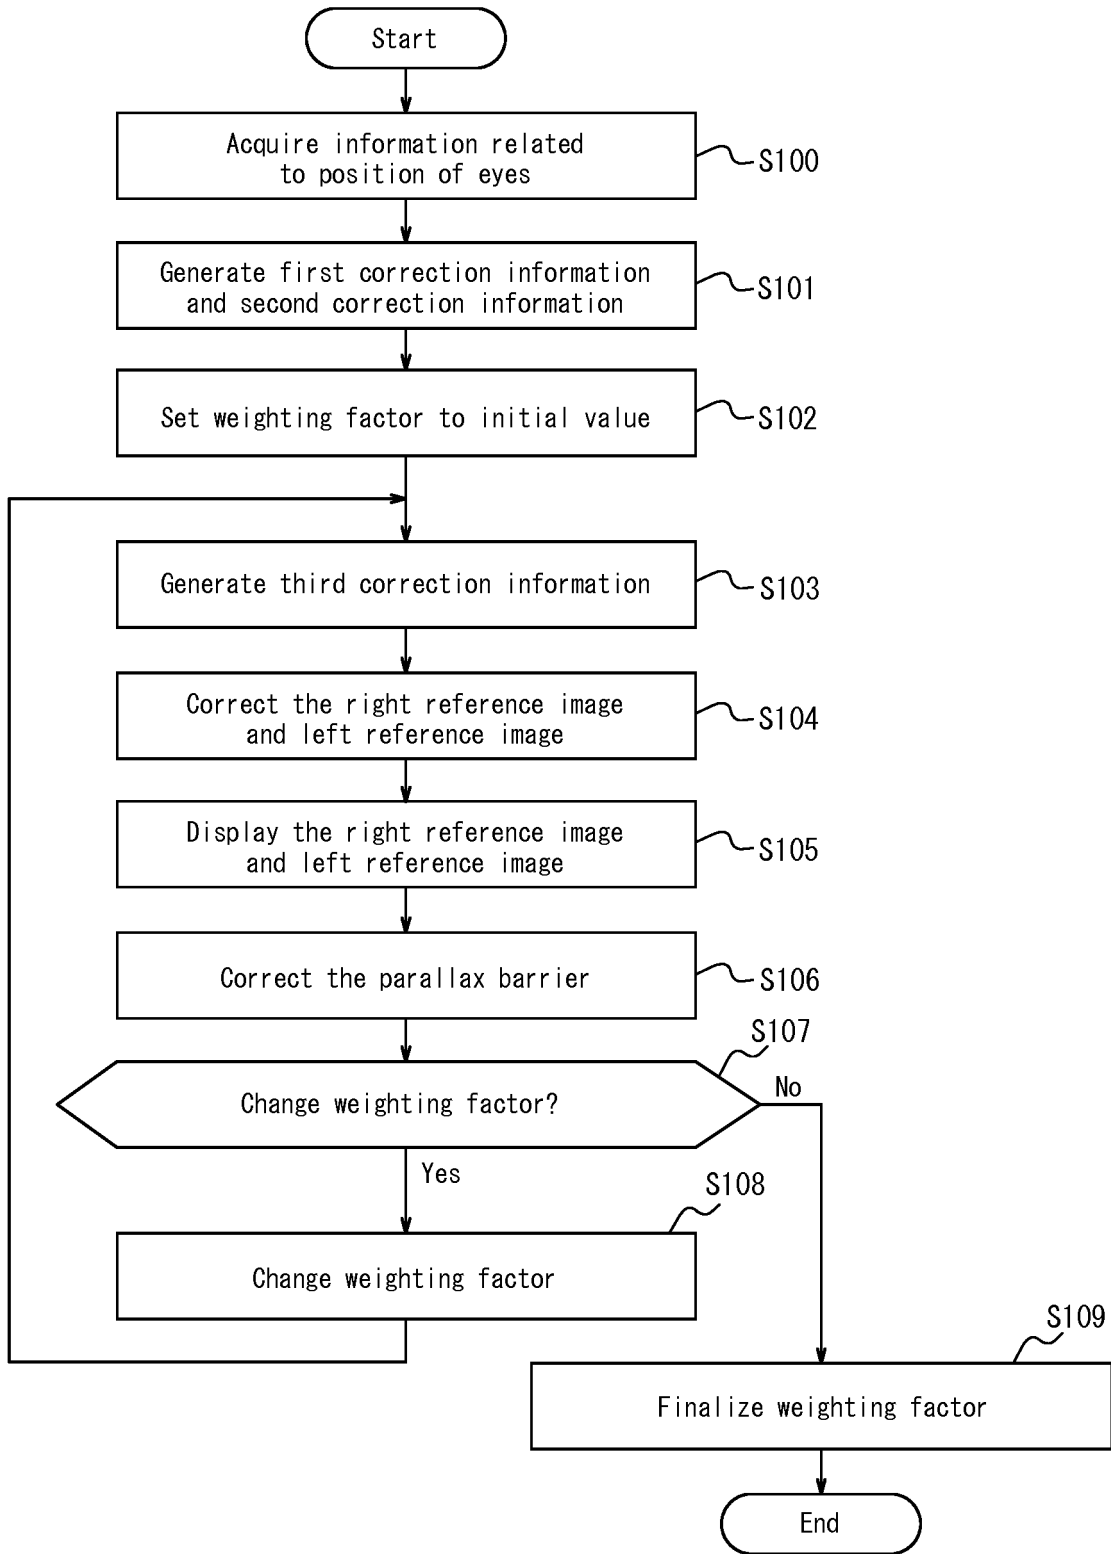 Start
Acquire information related
to position of eyes
S100
Generate first correction information
and second correction information
S101
Set weighting factor to initial value
S102
Generate third correction information
S103
Correct the right reference image
and left reference image
S104
Display the right reference image
and left reference image
S105
Correct the parallax barrier
S106
S107
Change weighting factor?
No
Yes
S108
Change weighting factor
S109
Finalize weighting factor
End